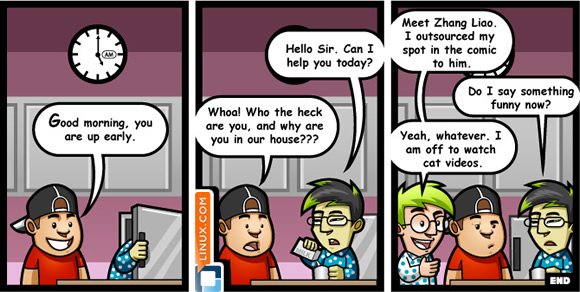 AM
Good morning, you
are up early.
Hello Sir. Can I
help you today?
Whoa! Who the heck
are you, and why are
you in our house???
LINUX.COM
Meet Zhang Liao.
I outsourced my
spot in the comic
to him.
Do I say something
funny now?
Yeah, whatever. I
am off to watch
cat videos.
END